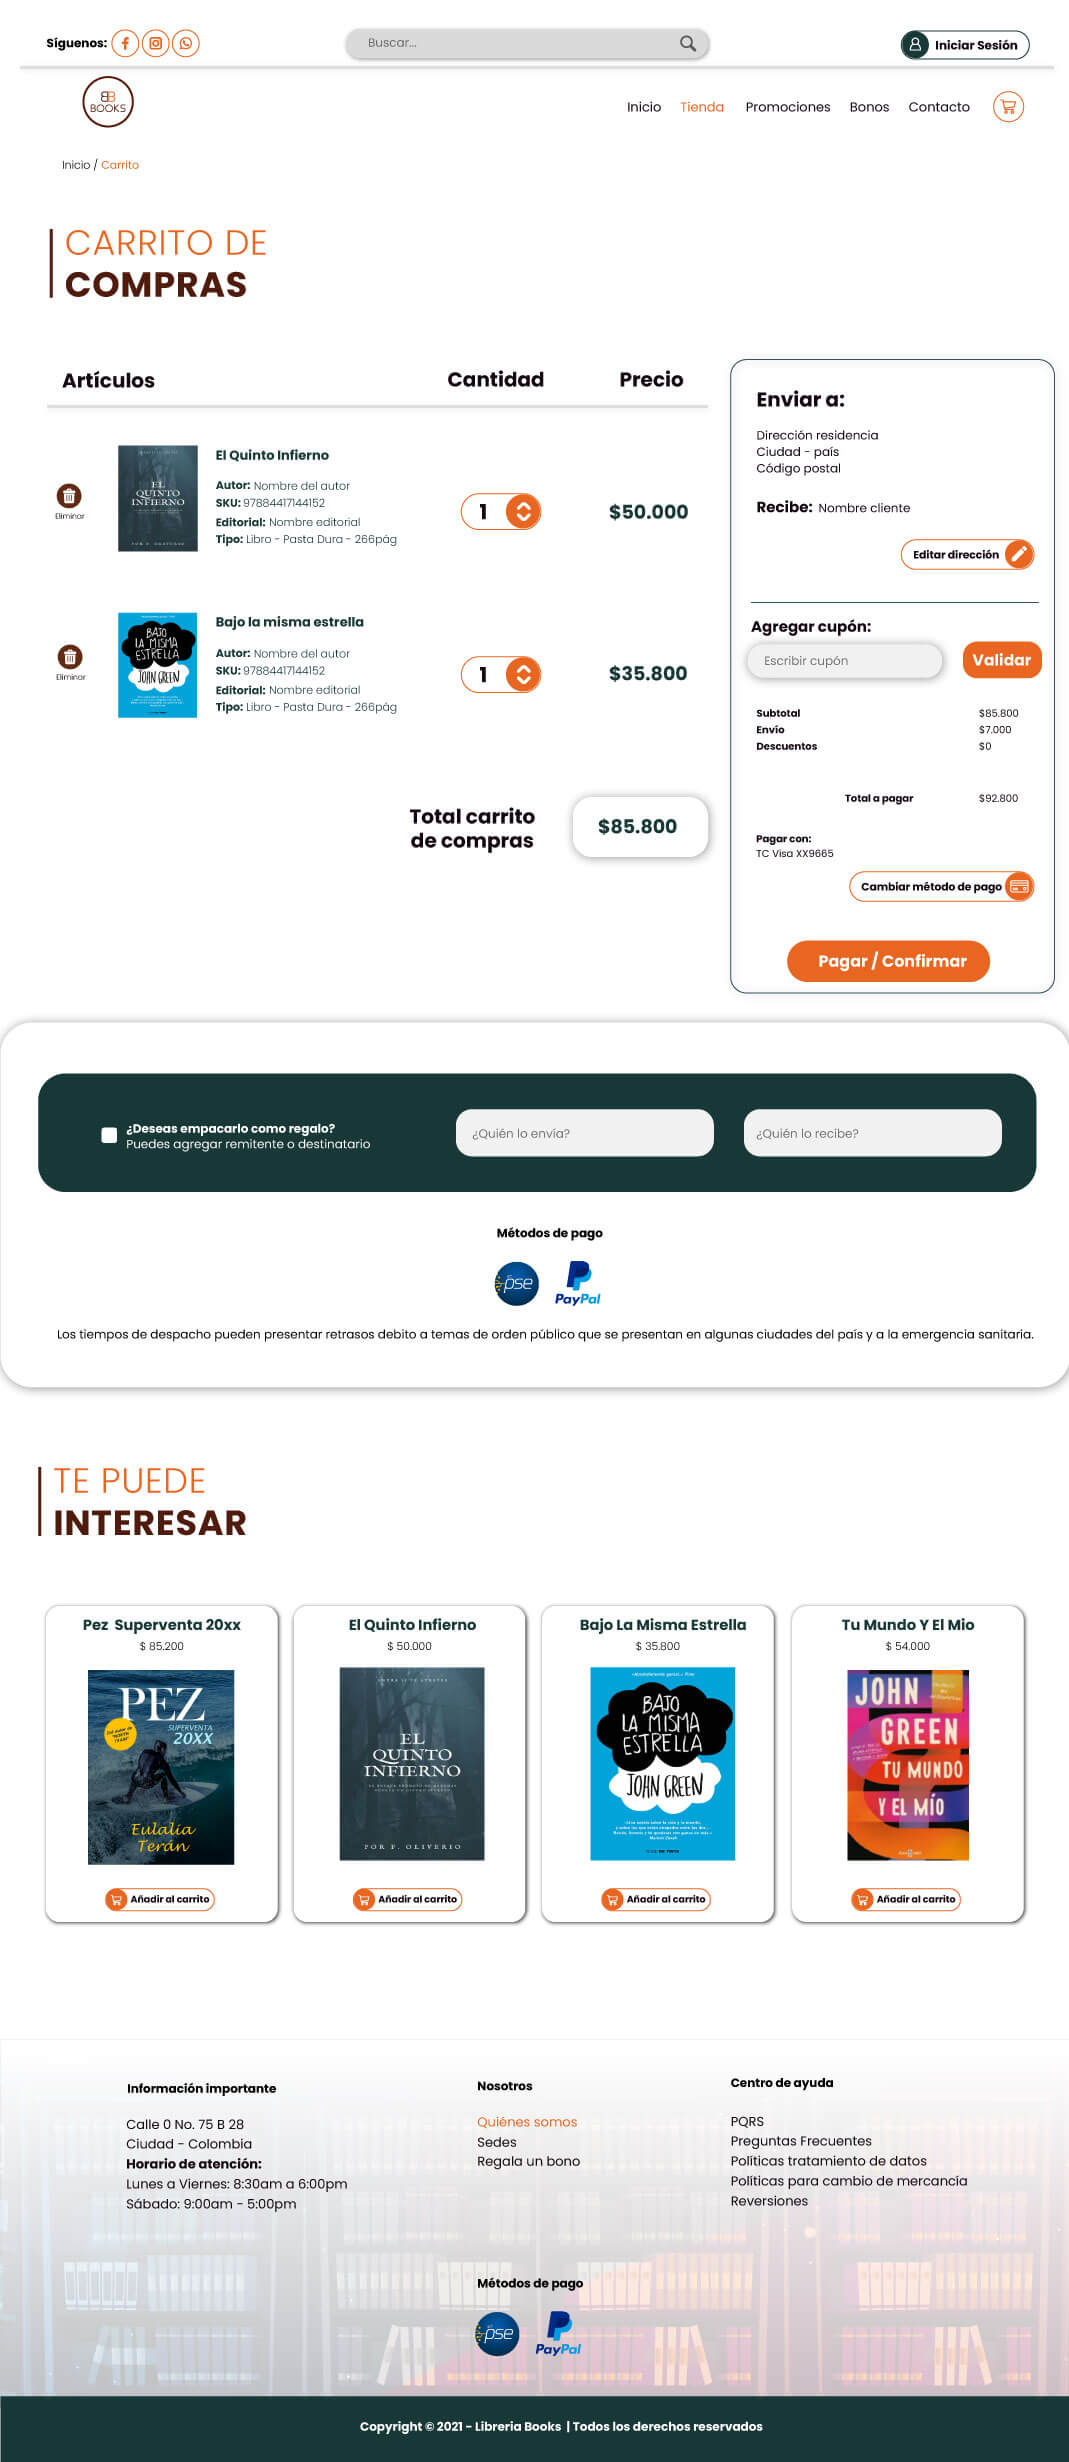 Síguenos:
Buscar...
Iniciar Sesión
BB
BOOKS
Inicio
Tienda
Promociones
Bonos
Contacto
Inicio / Carrito
CARRITO DE
COMPRAS
Artículos
Cantidad
Precio
Eliminar
EL
QUINTO
INFIERNO
El Quinto Infierno
Autor: Nombre del autor
SKU: 97884417144152
Editorial: Nombre editorial
Tipo: Libro - Pasta Dura - 266pág
1
$50.000
Eliminar
BAJO
LA MISMA
ESTRELLA
JOHN GREEN
Bajo la misma estrella
Autor: Nombre del autor
SKU: 97884417144152
Editorial: Nombre editorial
Tipo: Libro - Pasta Dura - 266pág
1
$35.800
Total carrito
de compras
$85.800
Enviar a:
Dirección residencia
Ciudad - país
Código postal
Recibe: Nombre cliente
Editar dirección
Agregar cupón:
Escribir cupón
Validar
Subtotal $85.800
Envío $7.000
Descuentos $0
Total a pagar $92.800
Pagar con:
TC Visa XX9665
Cambiar método de pago
Pagar / Confirmar
¿Deseas empacarlo como regalo?
Puedes agregar remitente o destinatario
¿Quién lo envía?
¿Quién lo recibe?
Métodos de pago
pse
PayPal
Los tiempos de despacho pueden presentar retrasos debito a temas de orden público que se presentan en algunas ciudades del país y a la emergencia sanitaria.
TE PUEDE
INTERESAR
Pez Superventa 20xx
$ 85.200
PEZ
SUPERVENTA
20XX
Eulalia
Terán
Añadir al carrito
El Quinto Infierno
$ 50.000
EL
QUINTO
INFIERNO
POR P. OLIVERIO
Añadir al carrito
Bajo La Misma Estrella
$ 35.800
BAJO
LA MISMA
ESTRELLA
JOHN GREEN
Añadir al carrito
Tu Mundo Y El Mio
$ 54.000
JOHN
GREEN
TU MUNDO
Y EL MÍO
Añadir al carrito
Información importante
Calle 0 No. 75 B 28
Ciudad - Colombia
Horario de atención:
Lunes a Viernes: 8:30am a 6:00pm
Sábado: 9:00am - 5:00pm
Nosotros
Quiénes somos
Sedes
Regala un bono
Centro de ayuda
PQRS
Preguntas Frecuentes
Políticas tratamiento de datos
Políticas para cambio de mercancía
Reversiones
Métodos de pago
pse
PayPal
Copyright © 2021 - Libreria Books | Todos los derechos reservados